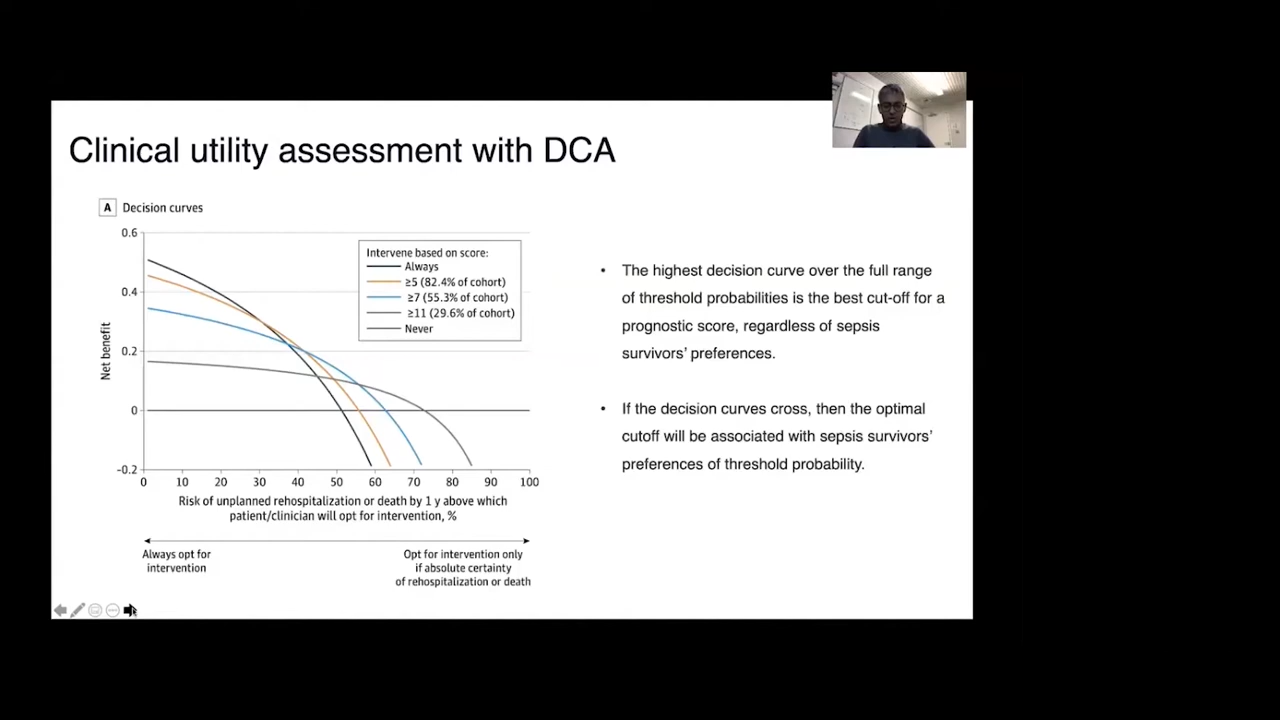 Clinical utility assessment with DCA
A Decision curves
0.6
0.4
0.2
0
-0.2
Net benefit
Intervene based on score:
Always
≥5 (82.4% of cohort)
≥7 (55.3% of cohort)
≥11 (29.6% of cohort)
Never
0 10 20 30 40 50 60 70 80 90 100
Risk of unplanned rehospitalization or death by 1 y above which
patient/clinician will opt for intervention, %
Always opt for
intervention
Opt for intervention only
if absolute certainty
of rehospitalization or death
• The highest decision curve over the full range
of threshold probabilities is the best cut-off for a
prognostic score, regardless of sepsis
survivors’ preferences.
• If the decision curves cross, then the optimal
cutoff will be associated with sepsis survivors’
preferences of threshold probability.